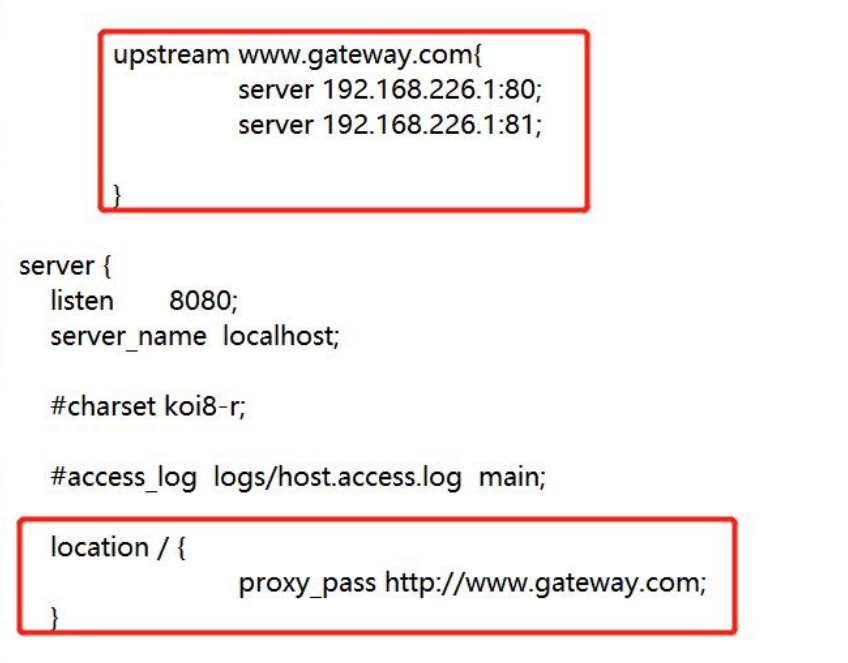 upstream www.gateway.com{
server 192.168.226.1:80;
server 192.168.226.1:81;
}
server {
listen 8080;
server_name localhost;
#charset koi8-r;
#access_log logs/host.access.log main;
location / {
proxy_pass http://www.gateway.com;
}